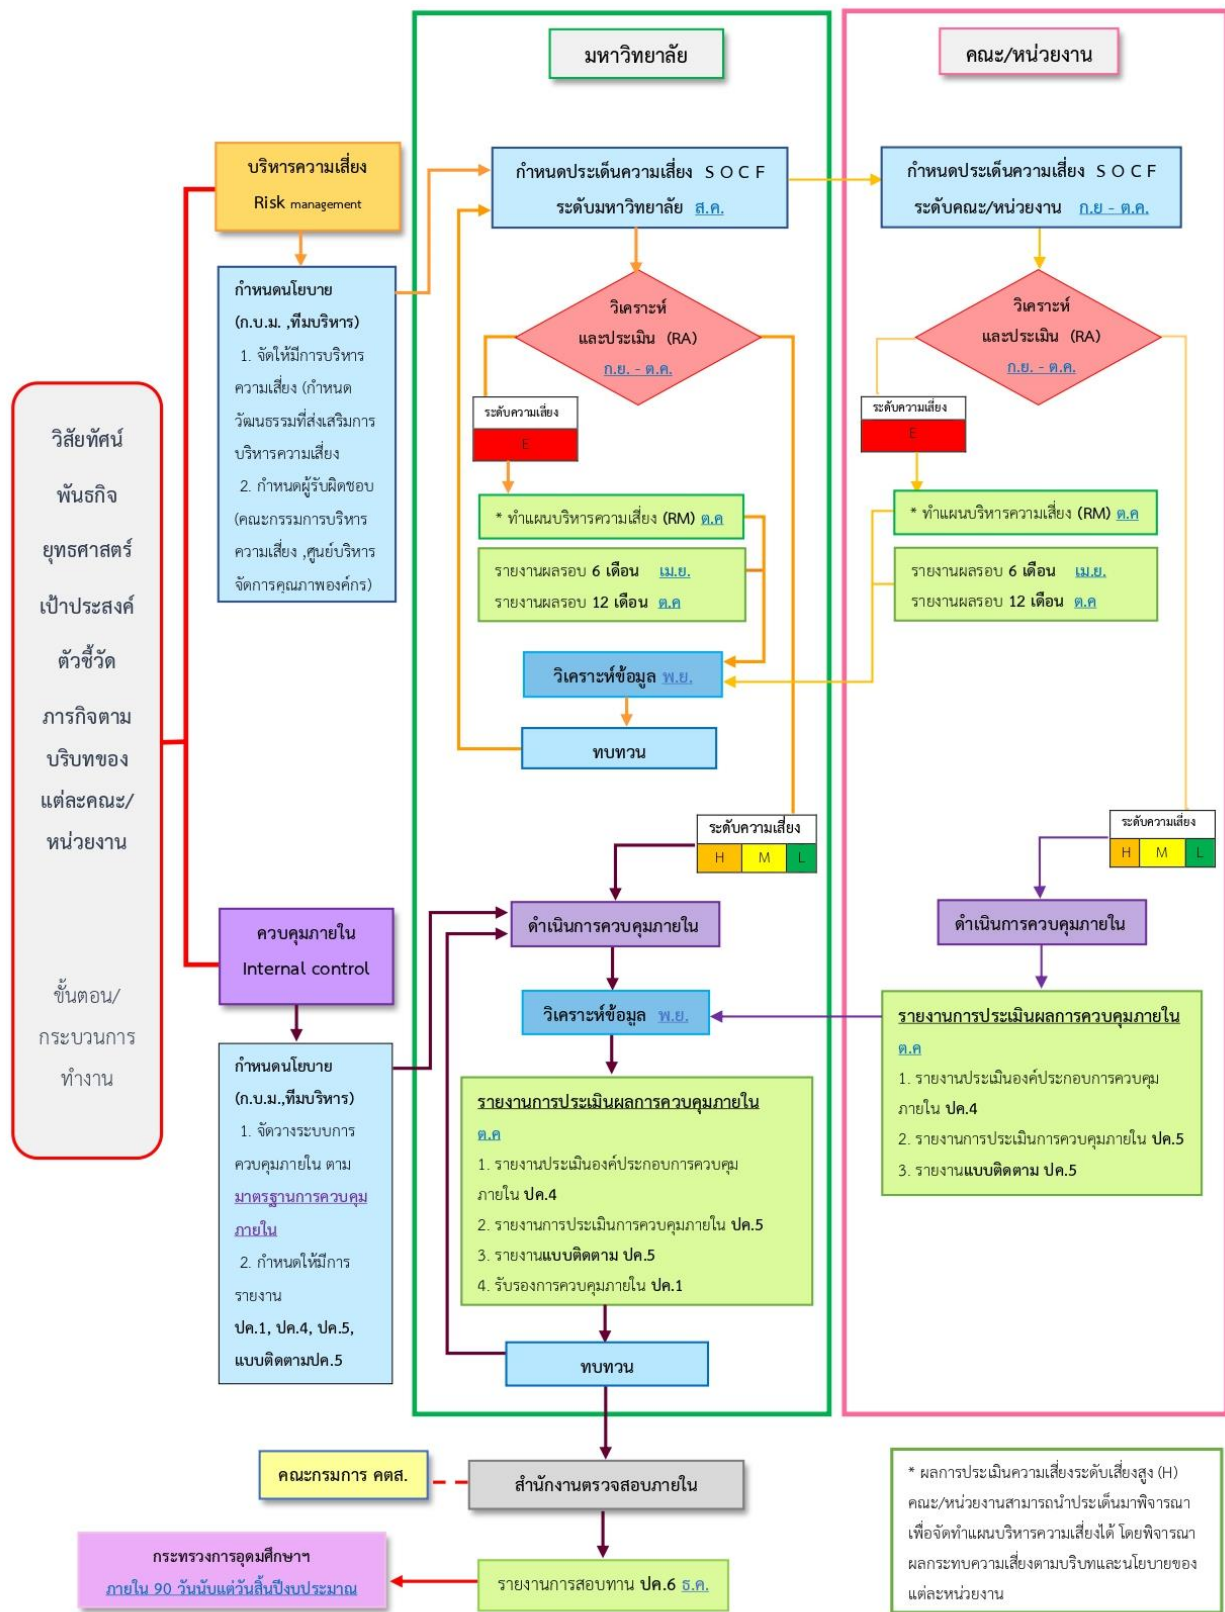 มหาวิทยาลัย
คณะ/หน่วยงาน
วิสัยทัศน์
พันธกิจ
ยุทธศาสตร์
เป้าประสงค์
ตัวชี้วัด
ภารกิจตาม
บริบทของ
แต่ละคณะ/
หน่วยงาน
ขั้นตอน/
กระบวนการ
ทำงาน
บริหารความเสี่ยง
Risk management
กำหนดนโยบาย
(ก.บ.ม. ,ทีมบริหาร)
1. จัดให้มีการบริหาร
ความเสี่ยง (กำหนด
วัฒนธรรมที่ส่งเสริมการ
บริหารความเสี่ยง
2. กำหนดผู้รับผิดชอบ
(คณะกรรมการบริหาร
ความเสี่ยง ,ศูนย์บริหาร
จัดการคุณภาพองค์กร)
กำหนดประเด็นความเสี่ยง S O C F
ระดับมหาวิทยาลัย ส.ค.
วิเคราะห์
และประเมิน (RA)
ก.ย. - ต.ค.
ระดับความเสี่ยง
E
* ทำแผนบริหารความเสี่ยง (RM) ต.ค
รายงานผลรอบ 6 เดือน เม.ย.
รายงานผลรอบ 12 เดือน ต.ค
วิเคราะห์ข้อมูล พ.ย.
ทบทวน
กำหนดประเด็นความเสี่ยง S O C F
ระดับคณะ/หน่วยงาน ก.ย - ต.ค.
วิเคราะห์
และประเมิน (RA)
ก.ย. - ต.ค.
ระดับความเสี่ยง
E
* ทำแผนบริหารความเสี่ยง (RM) ต.ค
รายงานผลรอบ 6 เดือน เม.ย.
รายงานผลรอบ 12 เดือน ต.ค
ควบคุมภายใน
Internal control
กำหนดนโยบาย
(ก.บ.ม.,ทีมบริหาร)
1. จัดวางระบบการ
ควบคุมภายใน ตาม
มาตรฐานการควบคุม
ภายใน
2. กำหนดให้มีการ
รายงาน
ปค.1, ปค.4, ปค.5,
แบบติดตามปค.5
ระดับความเสี่ยง
H M L
ดำเนินการควบคุมภายใน
วิเคราะห์ข้อมูล พ.ย.
รายงานการประเมินผลการควบคุมภายใน
ต.ค
1. รายงานประเมินองค์ประกอบการควบคุม
ภายใน ปค.4
2. รายงานการประเมินการควบคุมภายใน ปค.5
3. รายงานแบบติดตาม ปค.5
4. รับรองการควบคุมภายใน ปค.1
ทบทวน
ระดับความเสี่ยง
H M L
ดำเนินการควบคุมภายใน
รายงานการประเมินผลการควบคุมภายใน
ต.ค
1. รายงานประเมินองค์ประกอบการควบคุม
ภายใน ปค.4
2. รายงานการประเมินการควบคุมภายใน ปค.5
3. รายงานแบบติดตาม ปค.5
คณะกรมการ คตส.
สำนักงานตรวจสอบภายใน
กระทรวงการอุดมศึกษาฯ
ภายใน 90 วันนับแต่วันสิ้นปีงบประมาณ
รายงานการสอบทาน ปค.6 ธ.ค.
* ผลการประเมินความเสี่ยงระดับเสี่ยงสูง (H)
คณะ/หน่วยงานสามารถนำประเด็นมาพิจารณา
เพื่อจัดทำแผนบริหารความเสี่ยงได้ โดยพิจารณา
ผลกระทบความเสี่ยงตามบริบทและนโยบายของ
แต่ละหน่วยงาน